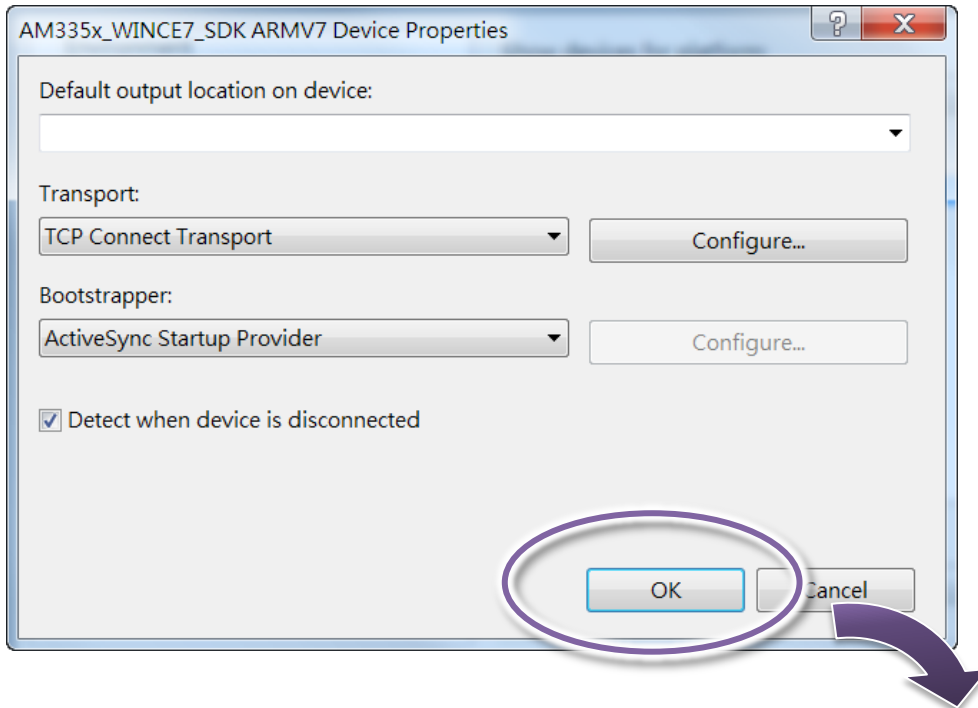 AM335x_WINCE7_SDK ARMV7 Device Properties
Default output location on device:
Transport:
TCP Connect Transport
Configure...
Bootstrapper:
ActiveSync Startup Provider
Configure...
Detect when device is disconnected
OK
Cancel